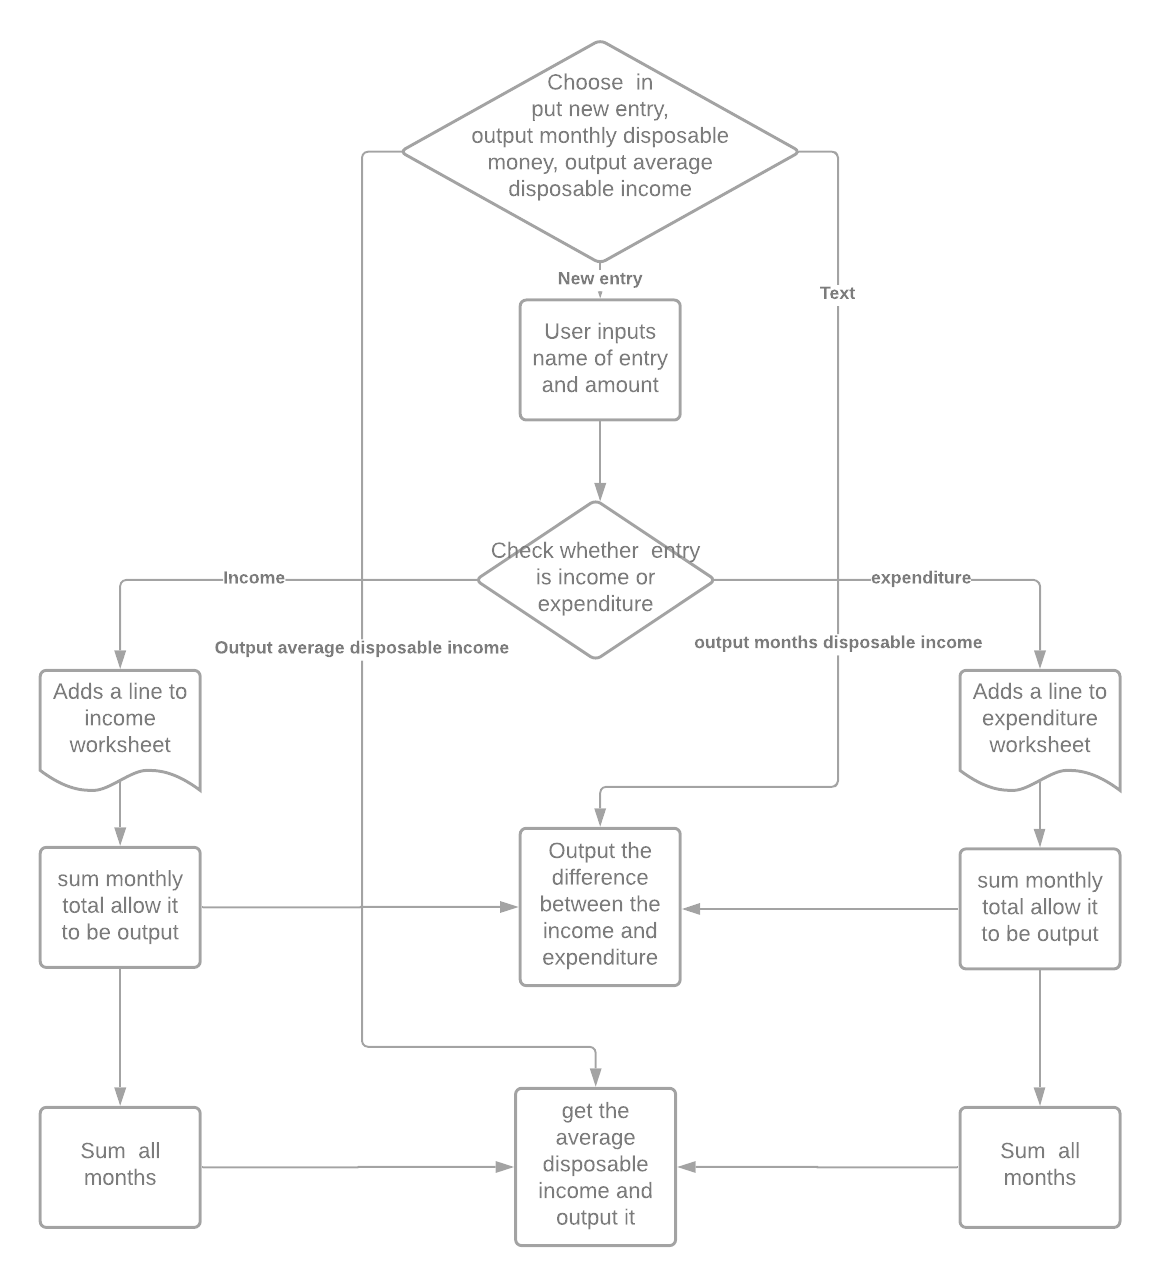 Choose  in
put new entry,
output monthly disposable
money, output average
disposable income
New entry
Text
User inputs
name of entry
and amount
Check whether  entry
is income or
expenditure
Income
expenditure
Output average disposable income
output months disposable income
Adds a line to
income
worksheet
Adds a line to
expenditure
worksheet
sum monthly
total allow it
to be output
Output the
difference
between the
income and
expenditure
sum monthly
total allow it
to be output
Sum  all
months
get the
average
disposable
income and
output it
Sum  all
months